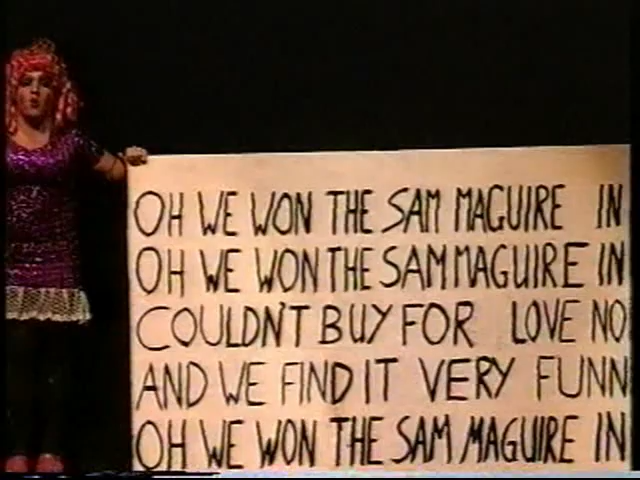 OH WE WON THE SAM MAGUIRE IN
OH WE WON THE SAM MAGUIRE IN
COULDN'T BUY FOR LOVE NO
AND WE FIND IT VERY FUNN
OH WE WON THE SAM MAGUIRE IN